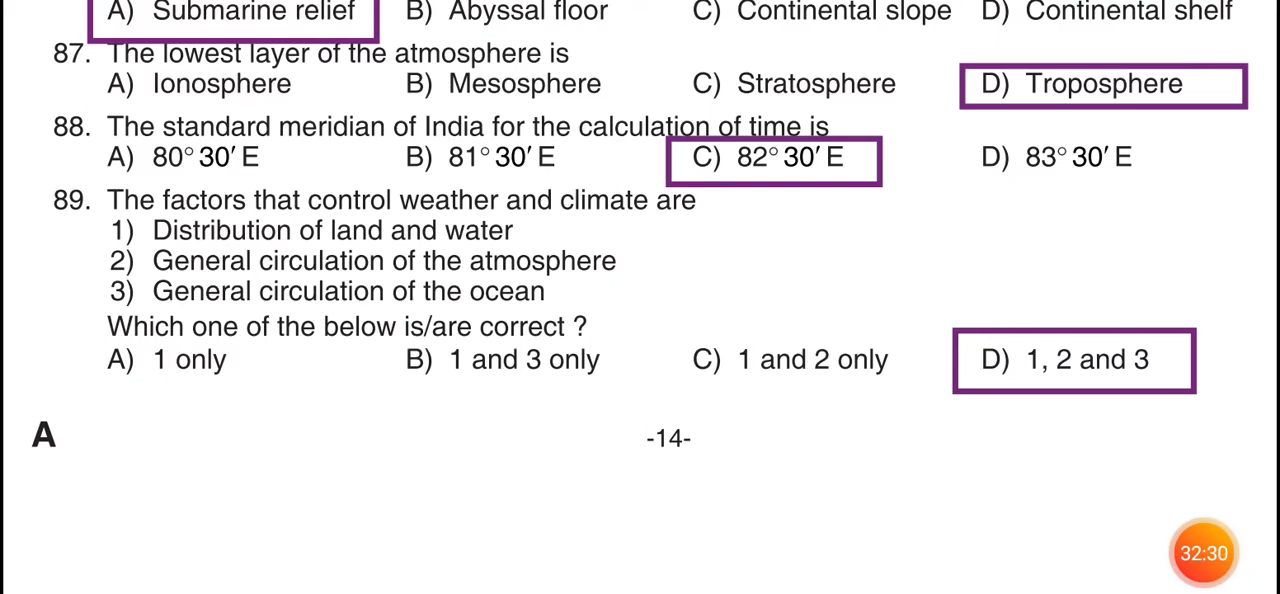 A) Submarine relief B) Abyssal floor C) Continental slope D) Continental shelf
87. The lowest layer of the atmosphere is
A) Ionosphere B) Mesosphere C) Stratosphere D) Troposphere
88. The standard meridian of India for the calculation of time is
A) 80° 30′ E B) 81° 30′ E C) 82° 30′ E D) 83° 30′ E
89. The factors that control weather and climate are
1) Distribution of land and water
2) General circulation of the atmosphere
3) General circulation of the ocean
Which one of the below is/are correct ?
A) 1 only B) 1 and 3 only C) 1 and 2 only D) 1, 2 and 3
A -14-
32:30